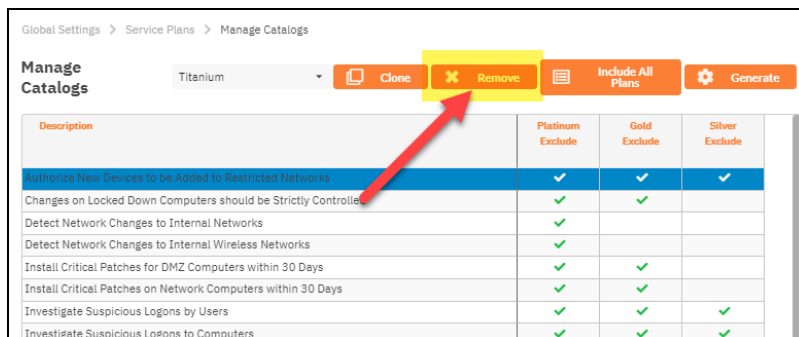 Global Settings > Service Plans > Manage Catalogs
Manage
Catalogs
Titanium
Clone
Remove
Include All
Plans
Generate
Description
Platinum
Exclude
Gold
Exclude
Silver
Exclude
Authorize New Devices to be Added to Restricted Networks
Changes on Locked Down Computers should be Strictly Controlled
Detect Network Changes to Internal Networks
Detect Network Changes to Internal Wireless Networks
Install Critical Patches for DMZ Computers within 30 Days
Install Critical Patches on Network Computers within 30 Days
Investigate Suspicious Logons by Users
Investigate Suspicious Logons to Computers